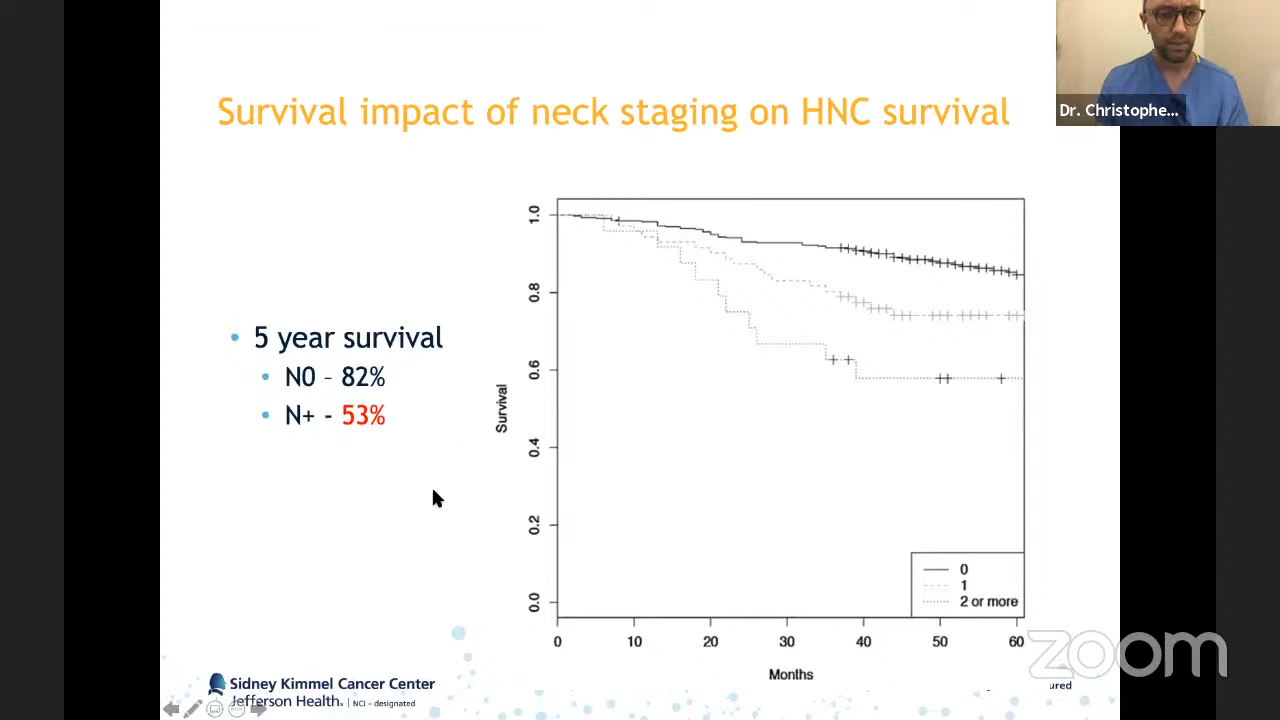 Survival impact of neck staging on HNC survival
Dr. Christophe...
• 5 year survival
• N0 – 82%
• N+ - 53%
Survival
1.0
0.8
0.6
0.4
0.2
0.0
0
1
2 or more
0 10 20 30 40 50 60
Months
zoom
Sidney Kimmel Cancer Center
Jefferson Health. | NCI – designated
ured